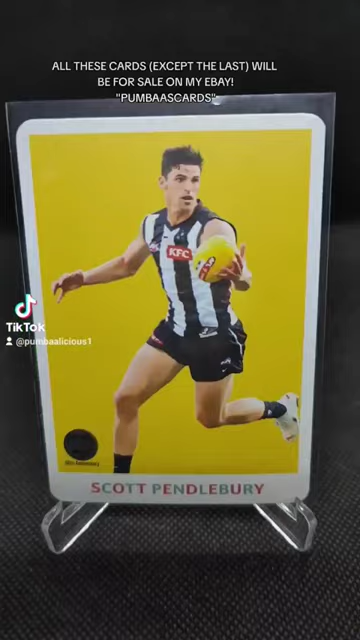 ALL THESE CARDS (EXCEPT THE LAST) WILL
BE FOR SALE ON MY EBAY!
"PUMBAASCARDS"
KFC
TikTok
@pumbaalicious1
SCOTT PENDLEBURY